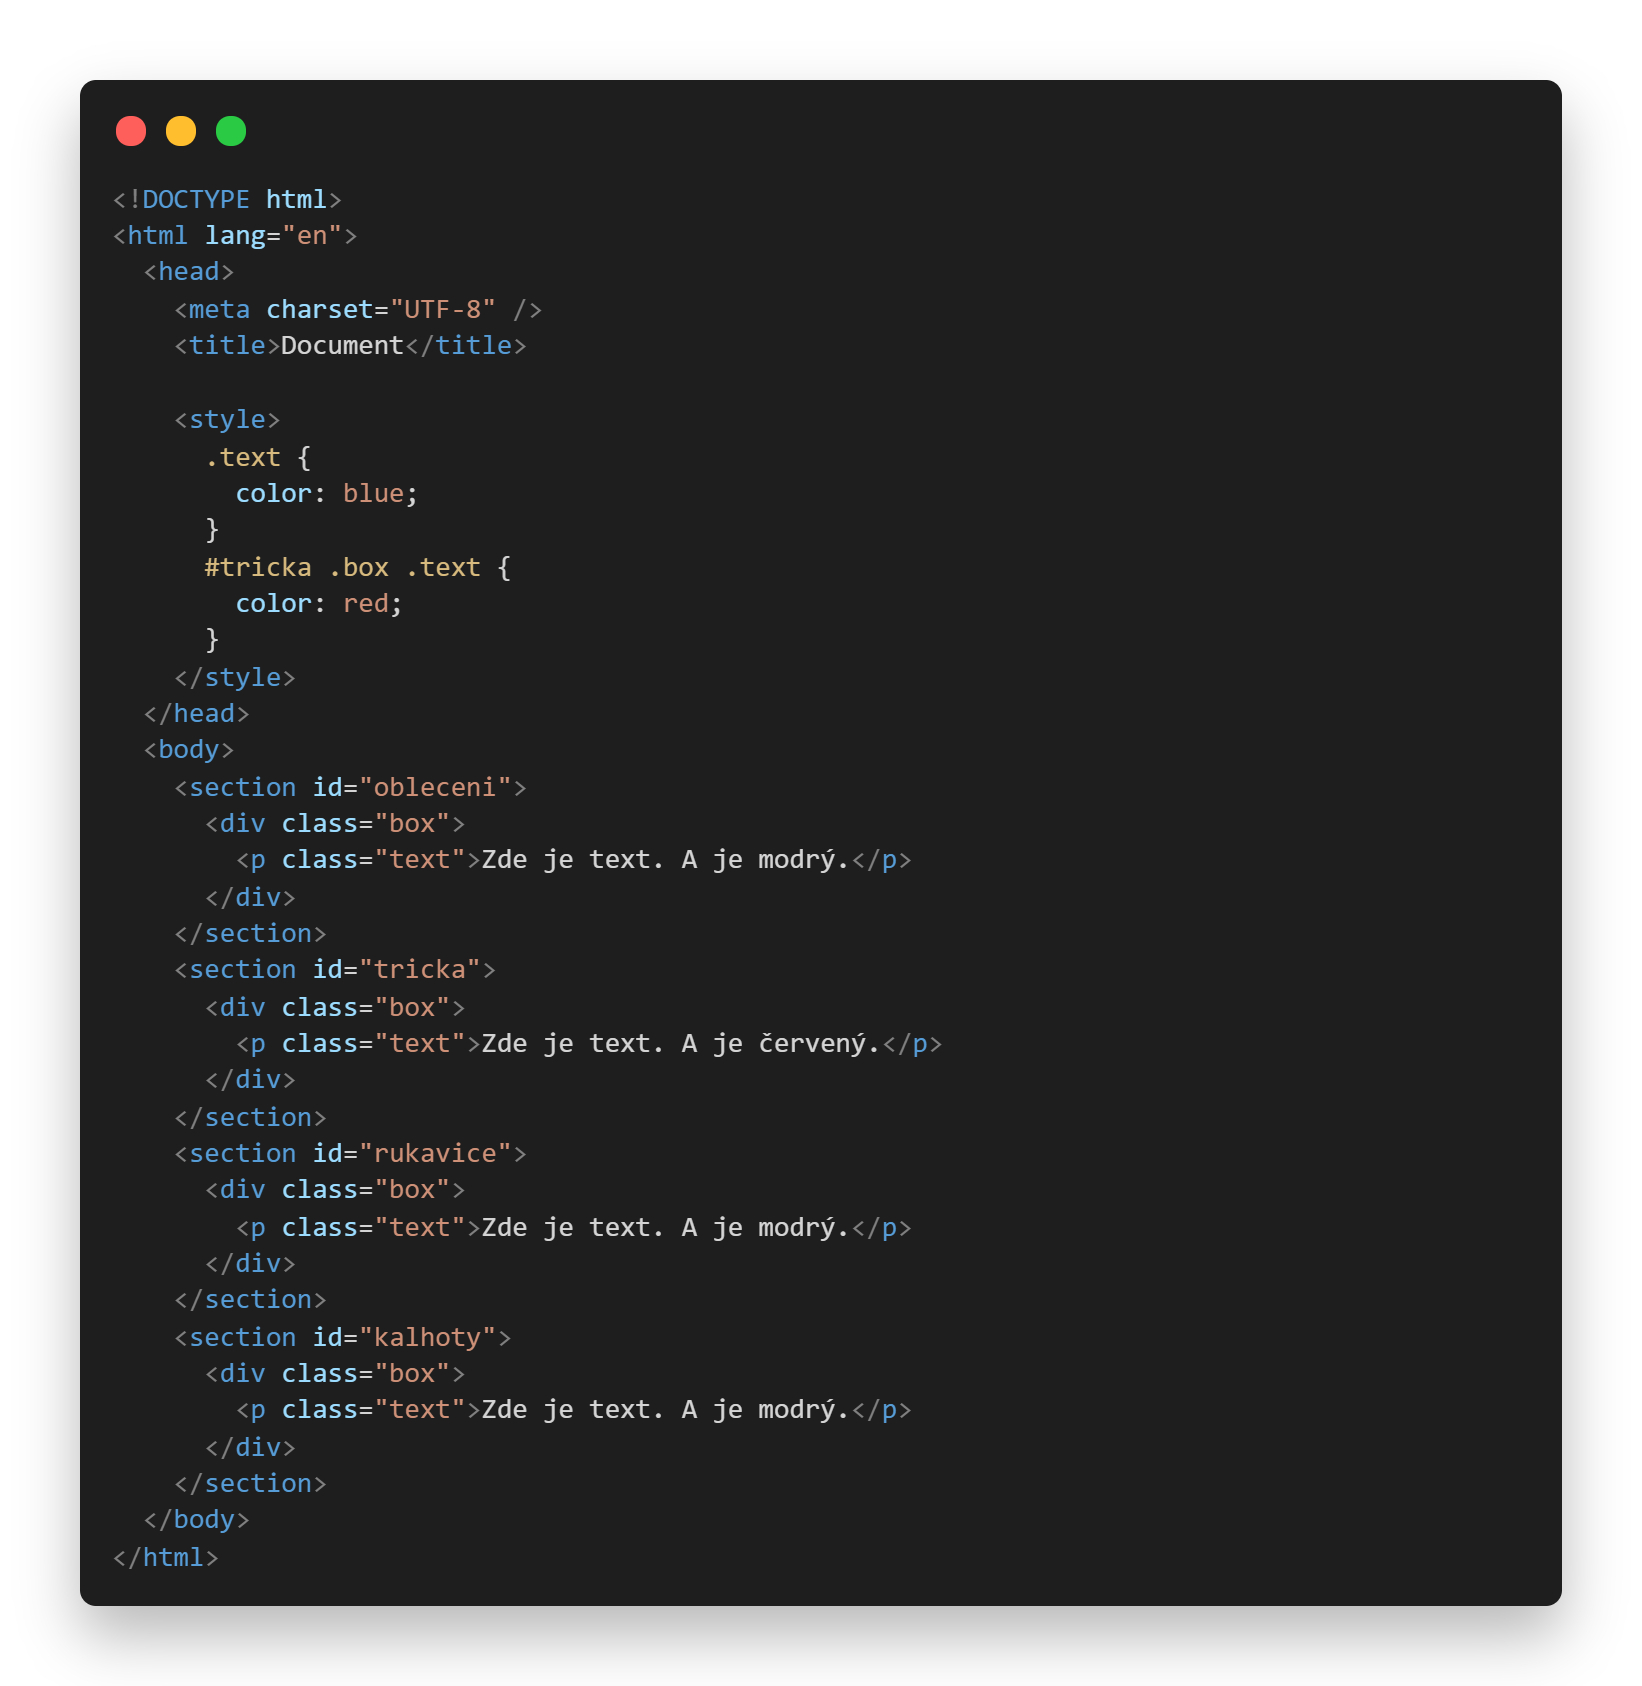 <!DOCTYPE html>
<html lang="en">
  <head>
    <meta charset="UTF-8" />
    <title>Document</title>

    <style>
      .text {
        color: blue;
      }
      #tricka .box .text {
        color: red;
      }
    </style>
  </head>
  <body>
    <section id="obleceni">
      <div class="box">
        <p class="text">Zde je text. A je modrý.</p>
      </div>
    </section>
    <section id="tricka">
      <div class="box">
        <p class="text">Zde je text. A je červený.</p>
      </div>
    </section>
    <section id="rukavice">
      <div class="box">
        <p class="text">Zde je text. A je modrý.</p>
      </div>
    </section>
    <section id="kalhoty">
      <div class="box">
        <p class="text">Zde je text. A je modrý.</p>
      </div>
    </section>
  </body>
</html>